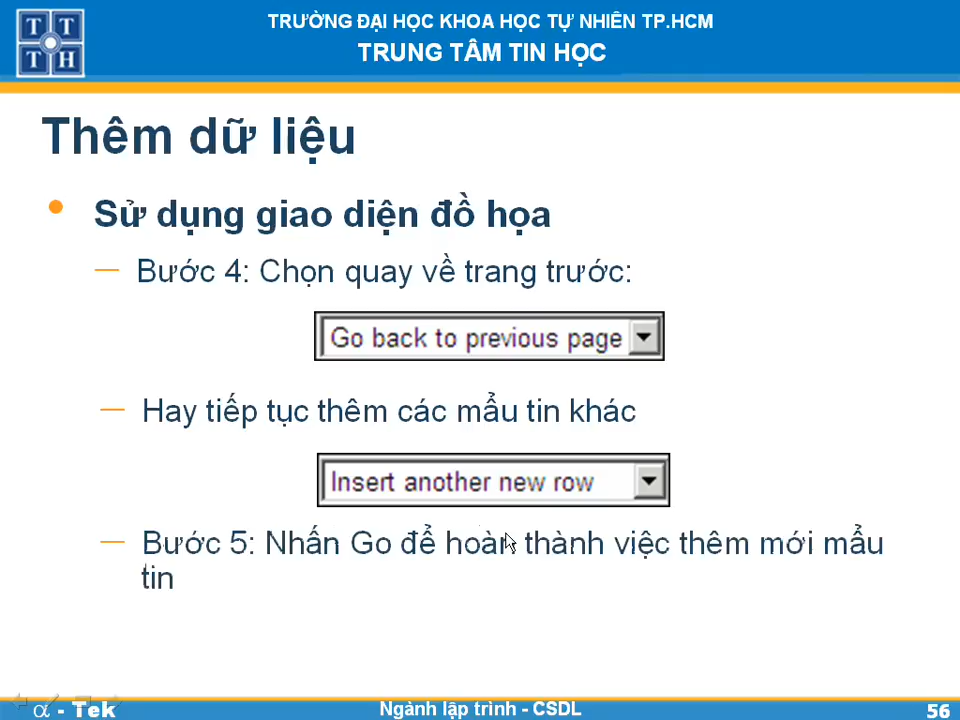 TRƯỜNG ĐẠI HỌC KHOA HỌC TỰ NHIÊN TP.HCM
TRUNG TÂM TIN HỌC
T T
T H
Thêm dữ liệu
• Sử dụng giao diện đồ họa
– Bước 4: Chọn quay về trang trước:
Go back to previous page
– Hay tiếp tục thêm các mẩu tin khác
Insert another new row
– Bước 5: Nhấn Go để hoàn thành việc thêm mới mẩu
tin
α - Tek
Ngành lập trình - CSDL
56